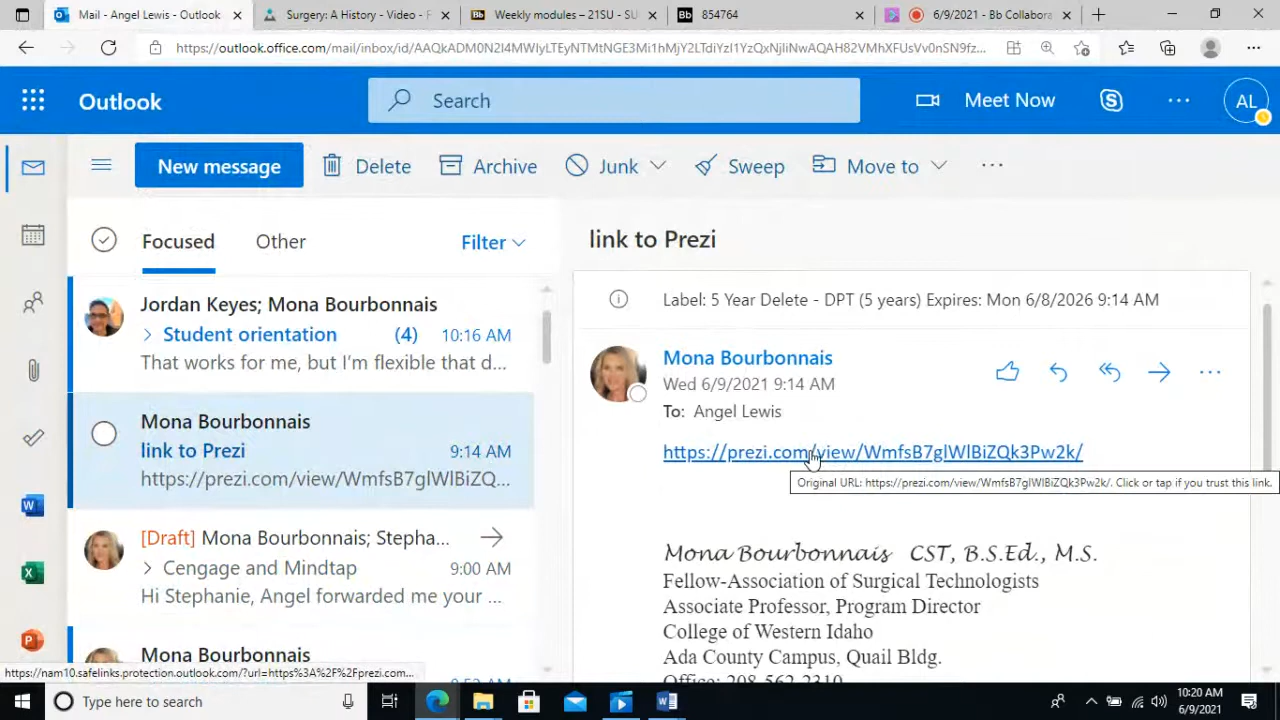 Mail - Angel Lewis - Outlook
Surgery: A History - Video - F
Weekly modules – 21SU - SU
Bb 854764
6/9/2021 - Bb Collabora
https://outlook.office.com/mail/inbox/id/
Outlook
Search
Meet Now
AL
New message
Delete
Archive
Junk
Sweep
Move to
Focused
Other
Filter
link to Prezi
Label: 5 Year Delete - DPT (5 years) Expires: Mon 6/8/2026 9:14 AM
Jordan Keyes; Mona Bourbonnais
Student orientation (4) 10:16 AM
That works for me, but I'm flexible that d...
Mona Bourbonnais
link to Prezi 9:14 AM
https://prezi.com/view/WmfsB7glWlBiZQ...
[Draft] Mona Bourbonnais; Stepha...
Cengage and Mindtap 9:00 AM
Hi Stephanie, Angel forwarded me your ...
Mona Bourbonnais
Mona Bourbonnais
Wed 6/9/2021 9:14 AM
To: Angel Lewis
https://prezi.com/view/WmfsB7glWlBiZQk3Pw2k/
Original URL: https://prezi.com/view/WmfsB7glWlBiZQk3Pw2k/. Click or tap if you trust this link.
Mona Bourbonnais CST, B.S.Ed., M.S.
Fellow-Association of Surgical Technologists
Associate Professor, Program Director
College of Western Idaho
Ada County Campus, Quail Bldg.
Office: 208-562-2310
https://nam10.safelinks.protection.outlook.com/?url=https%3A%2F%2Fprezi.com...
Type here to search
10:20 AM
6/9/2021